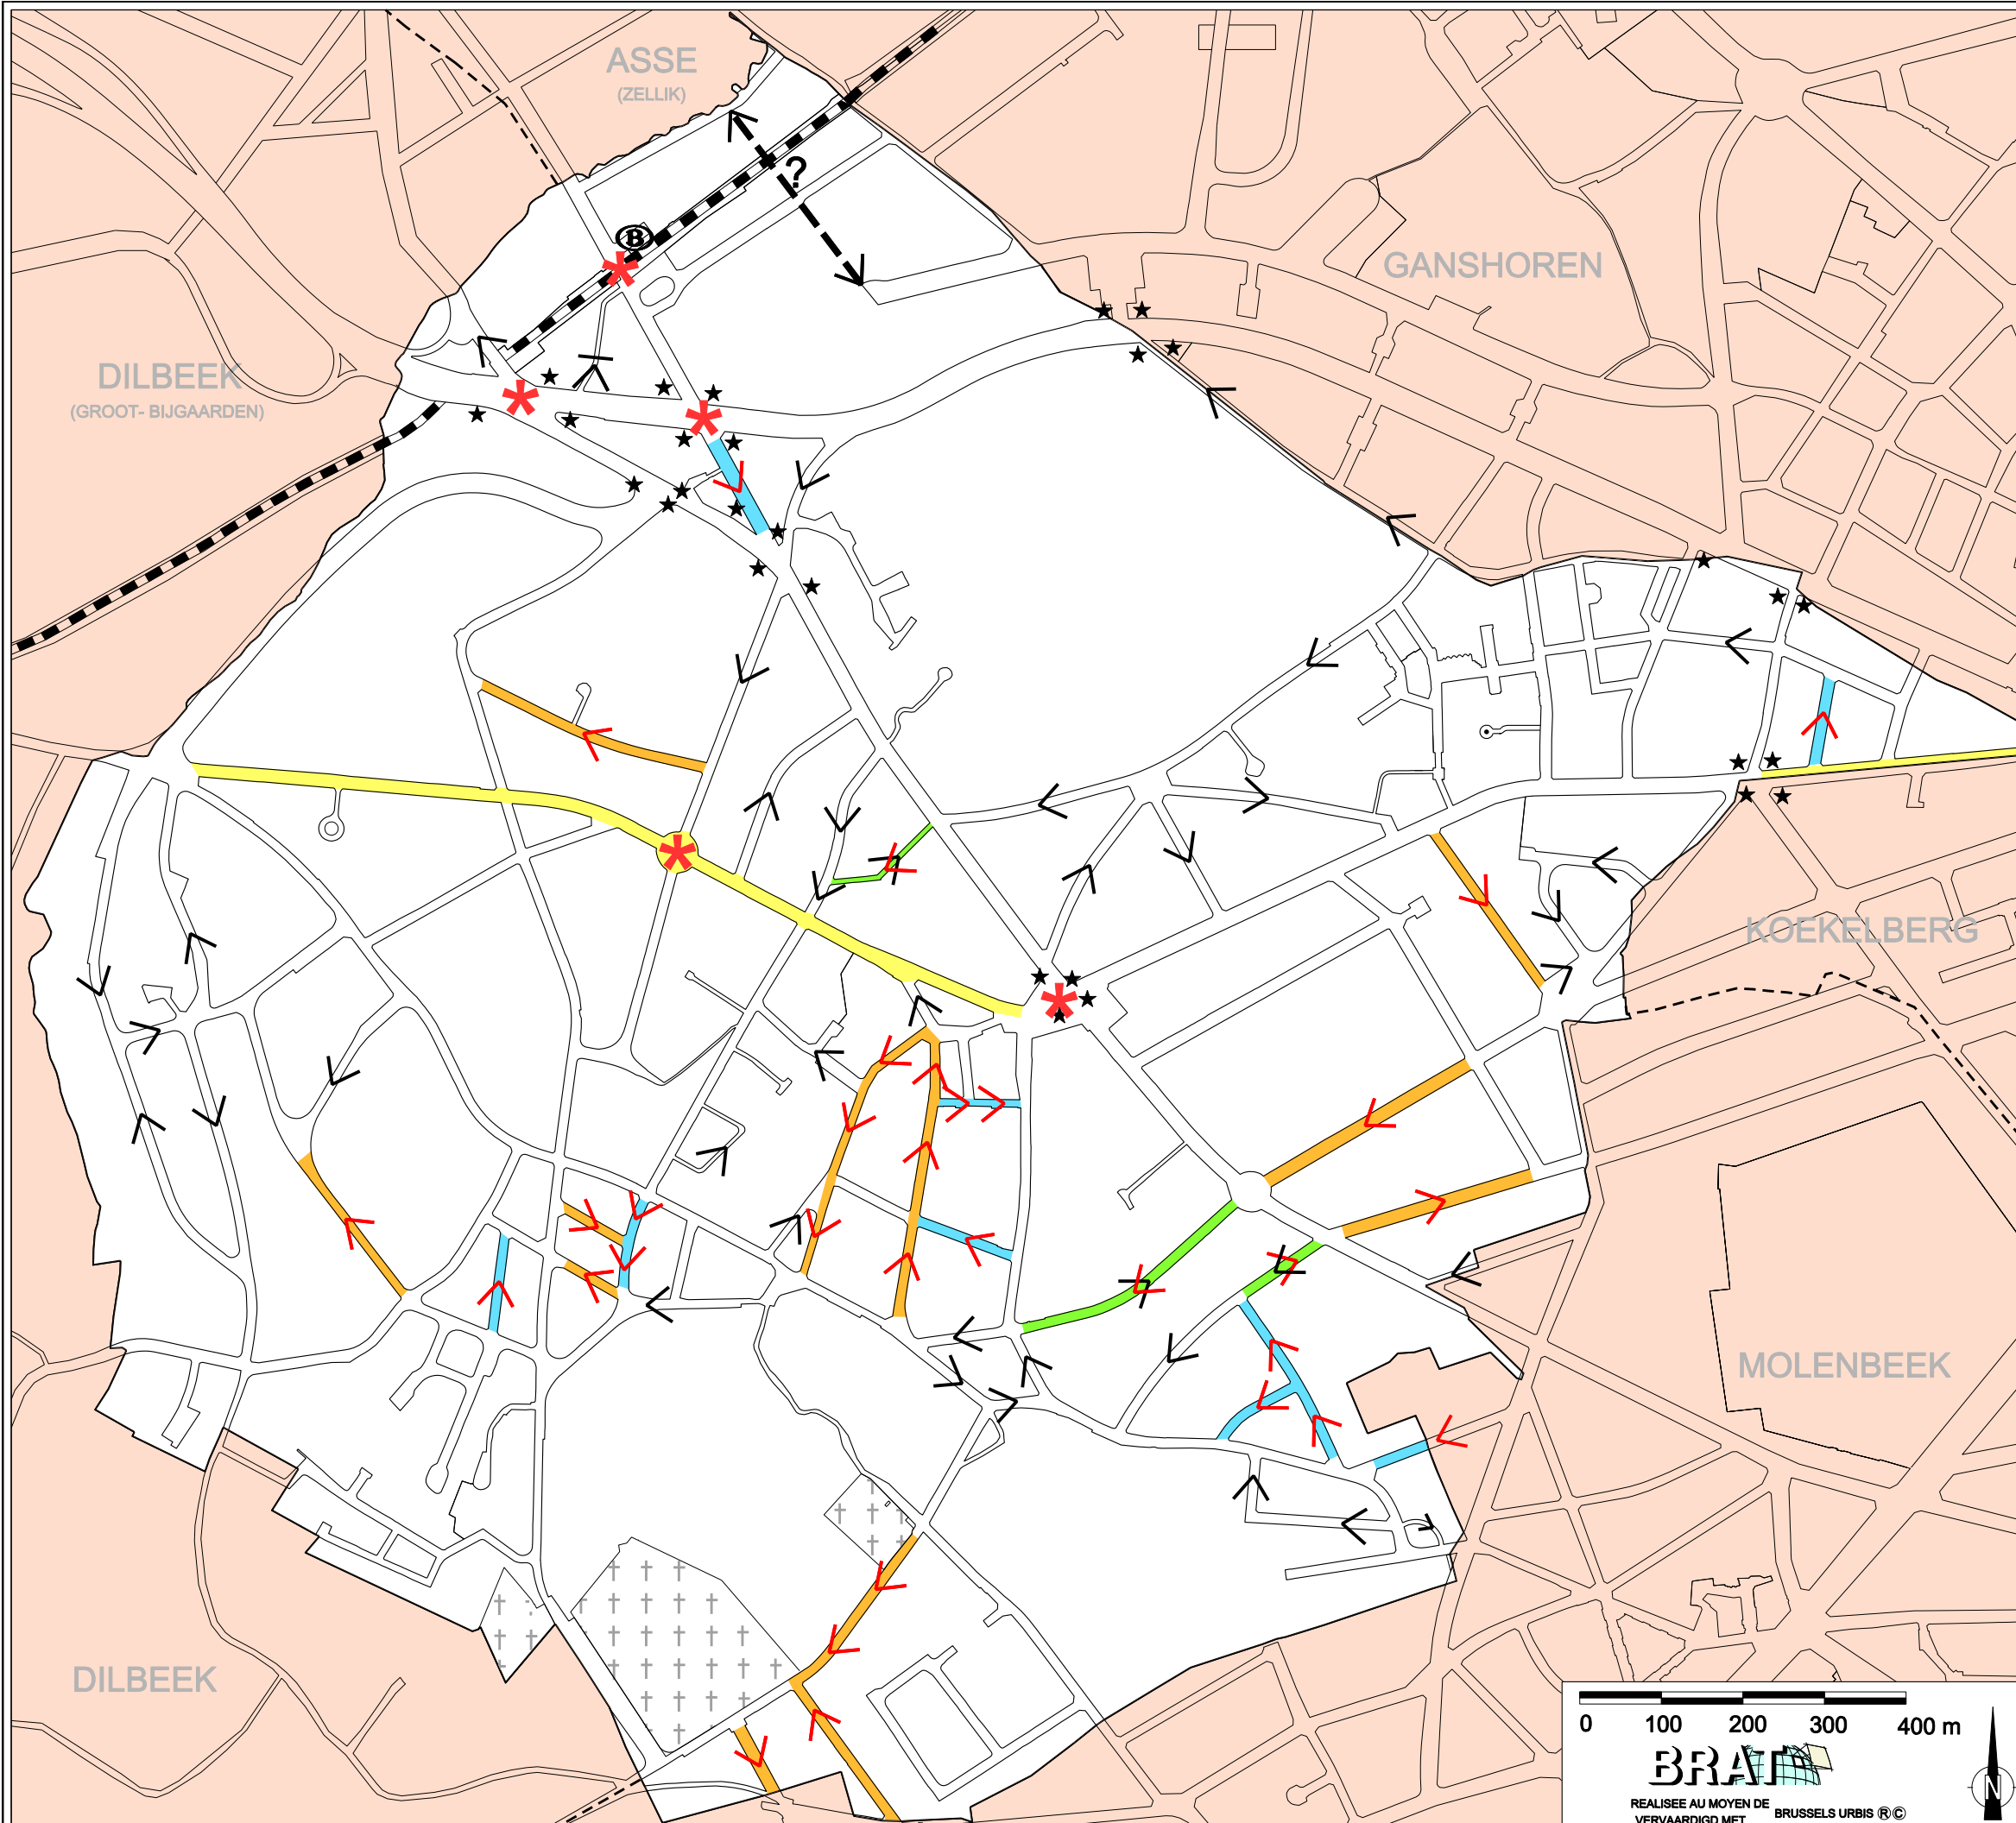 ASSE
(ZELLIK)
?
B
GANSHOREN
DILBEEK
(GROOT- BIJGAARDEN)
KOEKELBERG
MOLENBEEK
DILBEEK
0 100 200 300 400 m
BRAT
N
REALISEE AU MOYEN DE
VERVAARDIGD MET
BRUSSELS URBIS ® ©